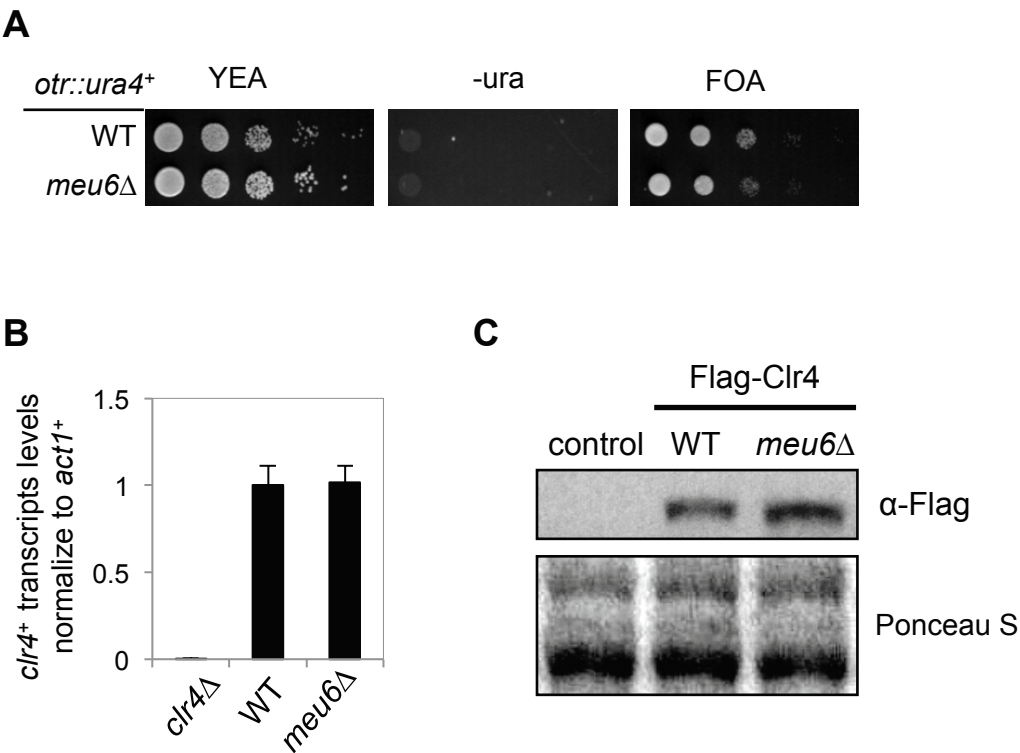 A
otr::ura4⁺ YEA -ura FOA
WT
meu6Δ
B
clr4⁺ transcripts levels
normalize to act1⁺
1.5
1
0.5
0
clr4Δ WT meu6Δ
C
Flag-Clr4
control WT meu6Δ
α-Flag
Ponceau S